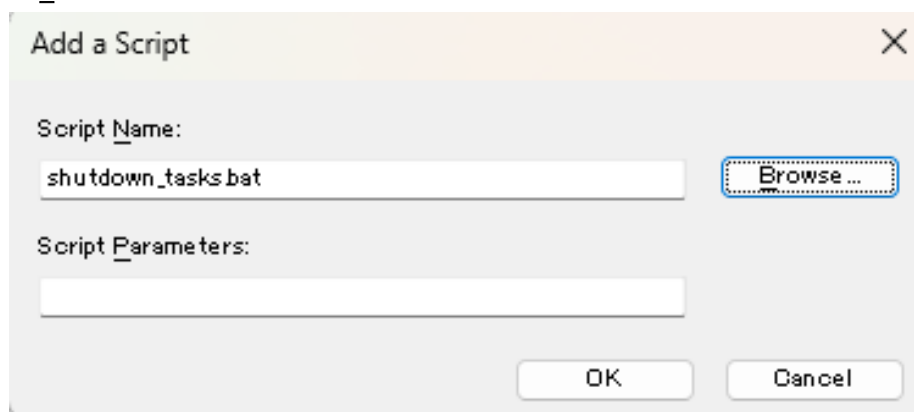 Add a Script
Script Name:
shutdown_tasks.bat
Browse...
Script Parameters:
OK
Cancel